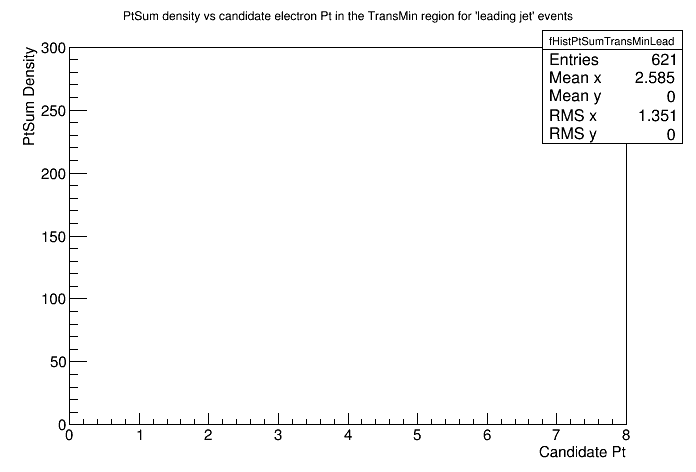 PtSum density vs candidate electron Pt in the TransMin region for 'leading jet' events
fHistPtSumTransMinLead
Entries 621
Mean x 2.585
Mean y 0
RMS x 1.351
RMS y 0
PtSum Density
300
250
200
150
100
50
0
0 1 2 3 4 5 6 7 8
Candidate Pt